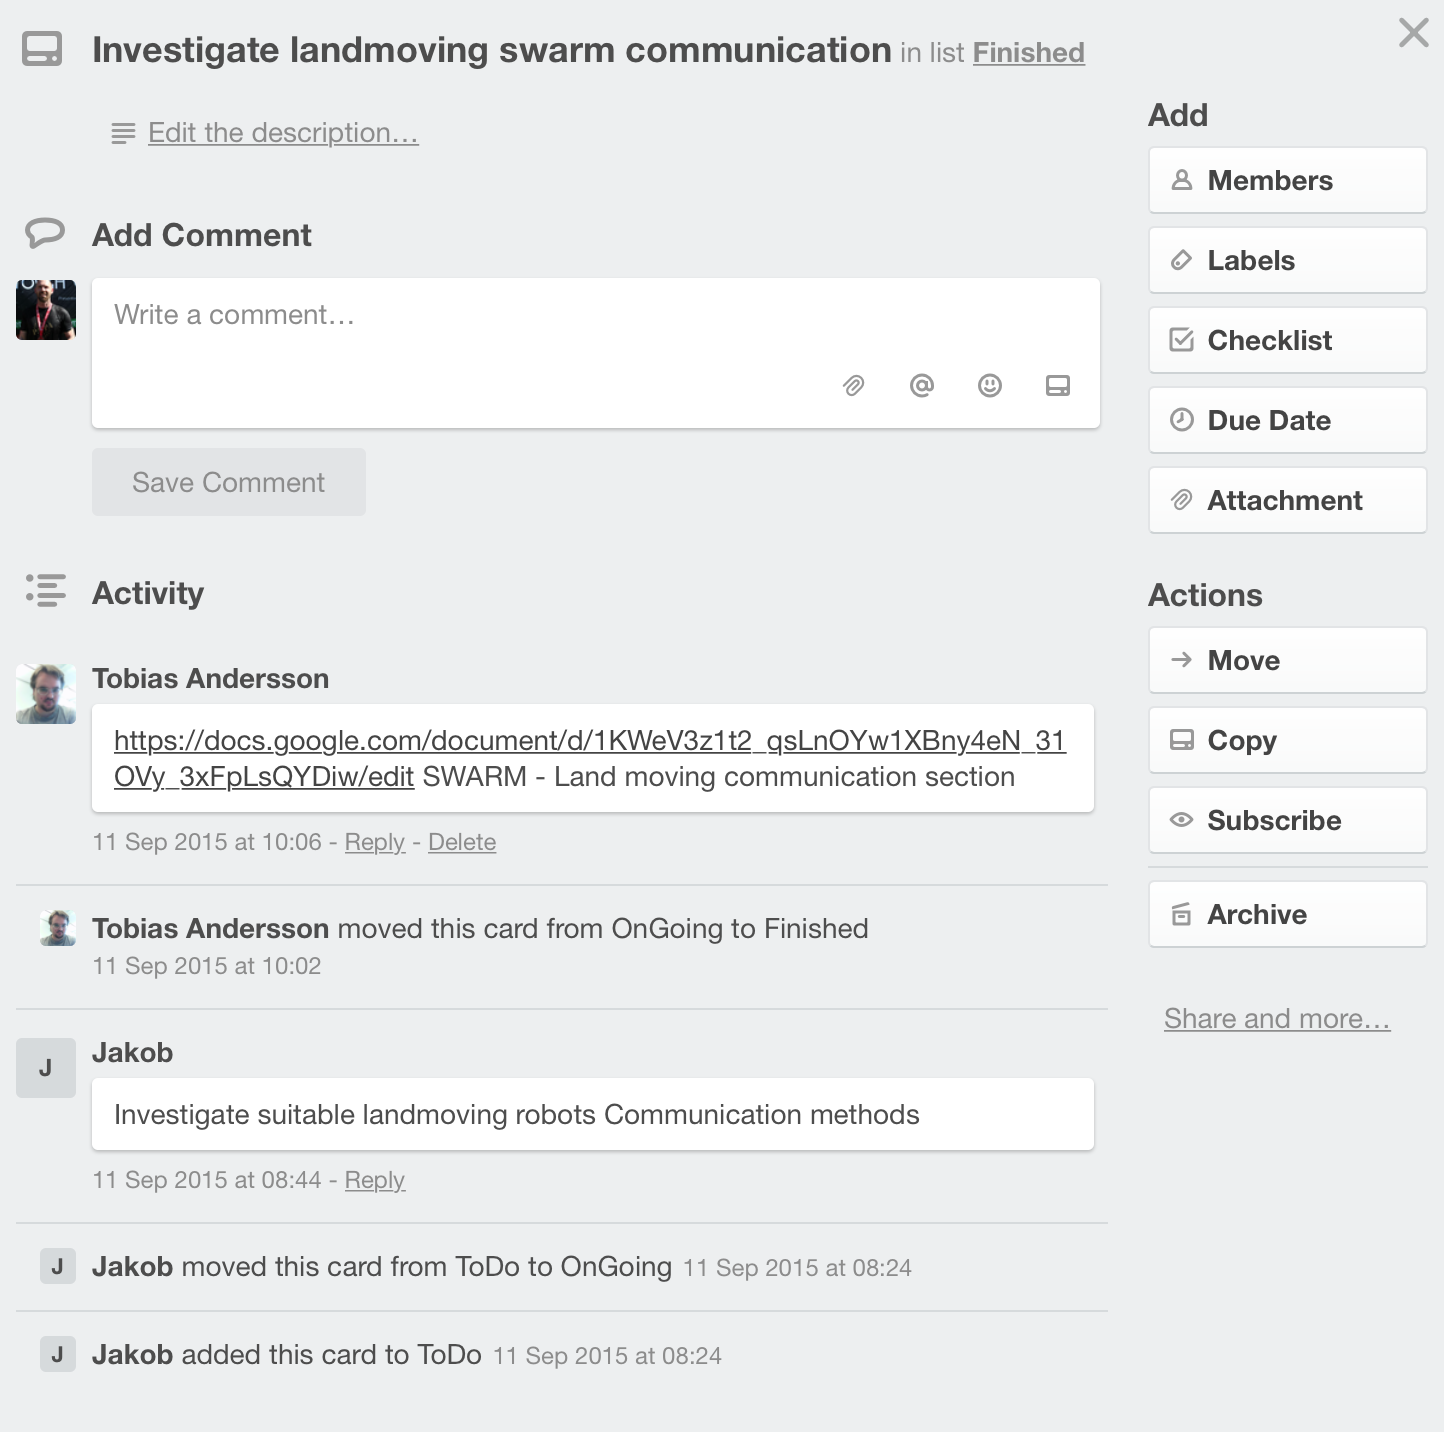 Investigate landmoving swarm communication in list Finished
Edit the description…
Add Comment
Write a comment…
Save Comment
Activity
Tobias Andersson
https://docs.google.com/document/d/1KWeV3z1t2_qsLnOYw1XBny4eN_31
OVy_3xFpLsQYDiw/edit SWARM - Land moving communication section
11 Sep 2015 at 10:06 - Reply - Delete
Tobias Andersson moved this card from OnGoing to Finished
11 Sep 2015 at 10:02
J
Jakob
Investigate suitable landmoving robots Communication methods
11 Sep 2015 at 08:44 - Reply
J Jakob moved this card from ToDo to OnGoing 11 Sep 2015 at 08:24
J Jakob added this card to ToDo 11 Sep 2015 at 08:24
Add
Members
Labels
Checklist
Due Date
Attachment
Actions
Move
Copy
Subscribe
Archive
Share and more…